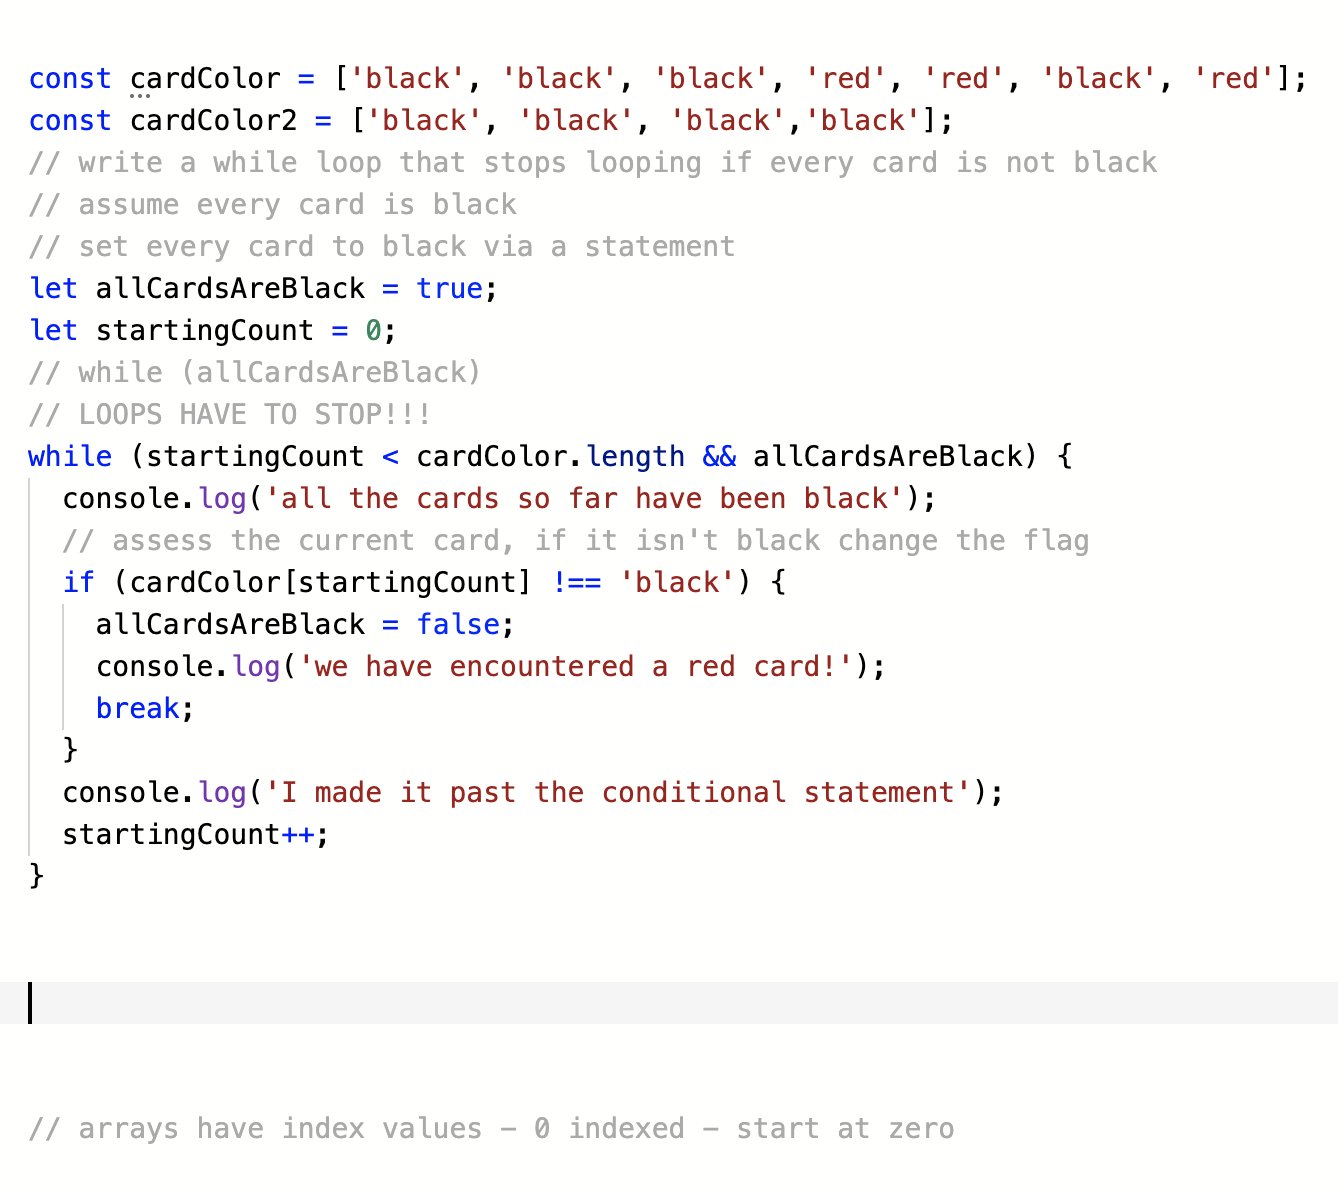 const cardColor = ['black', 'black', 'black', 'red', 'red', 'black', 'red'];
const cardColor2 = ['black', 'black', 'black','black'];
// write a while loop that stops looping if every card is not black
// assume every card is black
// set every card to black via a statement
let allCardsAreBlack = true;
let startingCount = 0;
// while (allCardsAreBlack)
// LOOPS HAVE TO STOP!!!
while (startingCount < cardColor.length && allCardsAreBlack) {
  console.log('all the cards so far have been black');
  // assess the current card, if it isn't black change the flag
  if (cardColor[startingCount] !== 'black') {
    allCardsAreBlack = false;
    console.log('we have encountered a red card!');
    break;
  }
  console.log('I made it past the conditional statement');
  startingCount++;
}
// arrays have index values – 0 indexed – start at zero